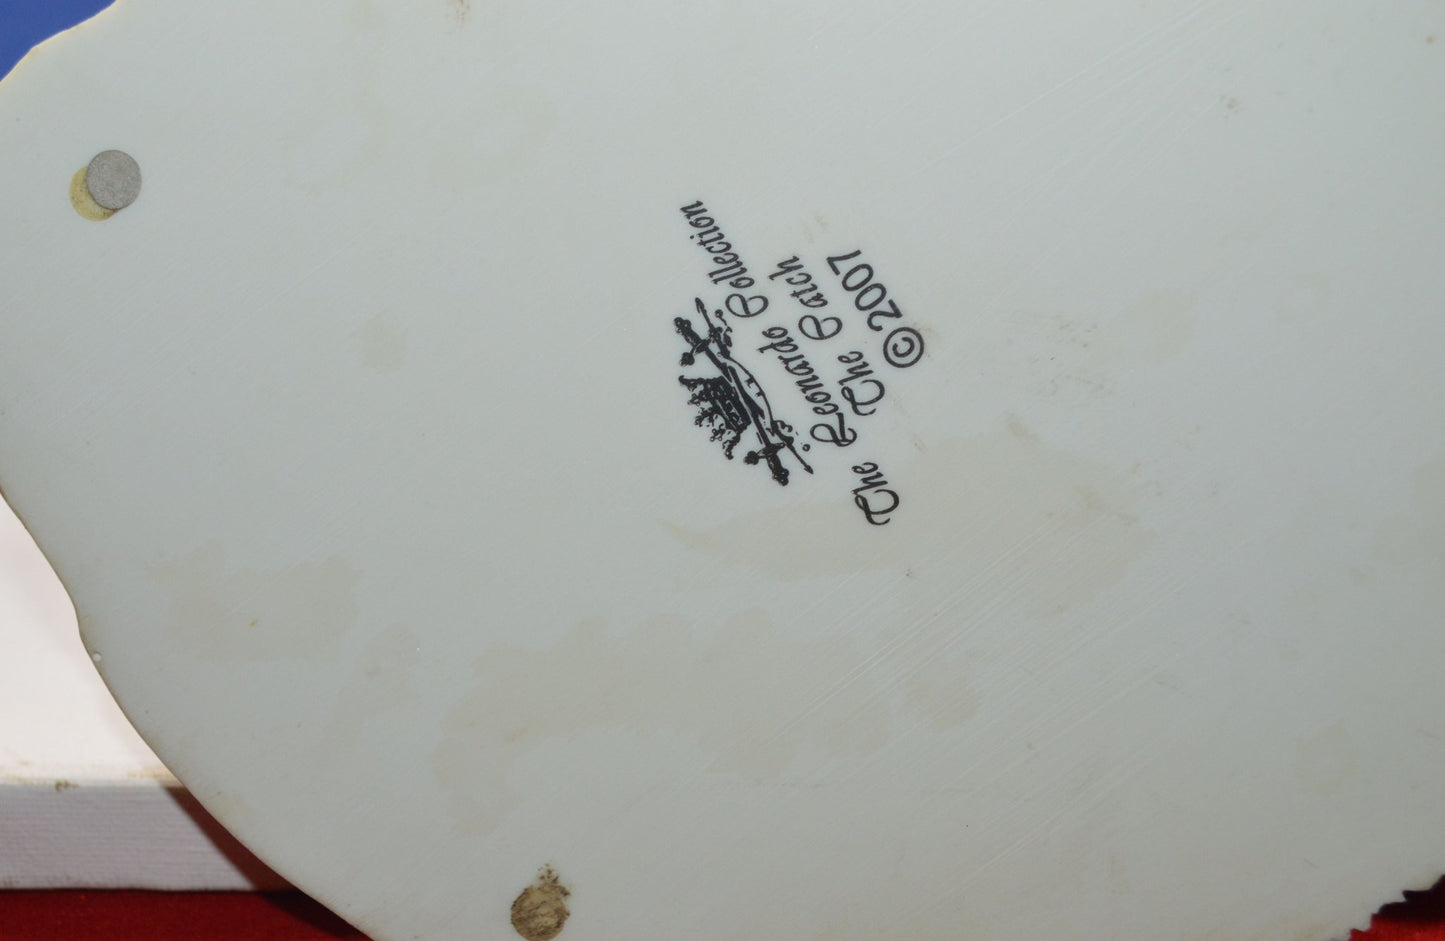 The Leonardo Collection
The Catch
©2007